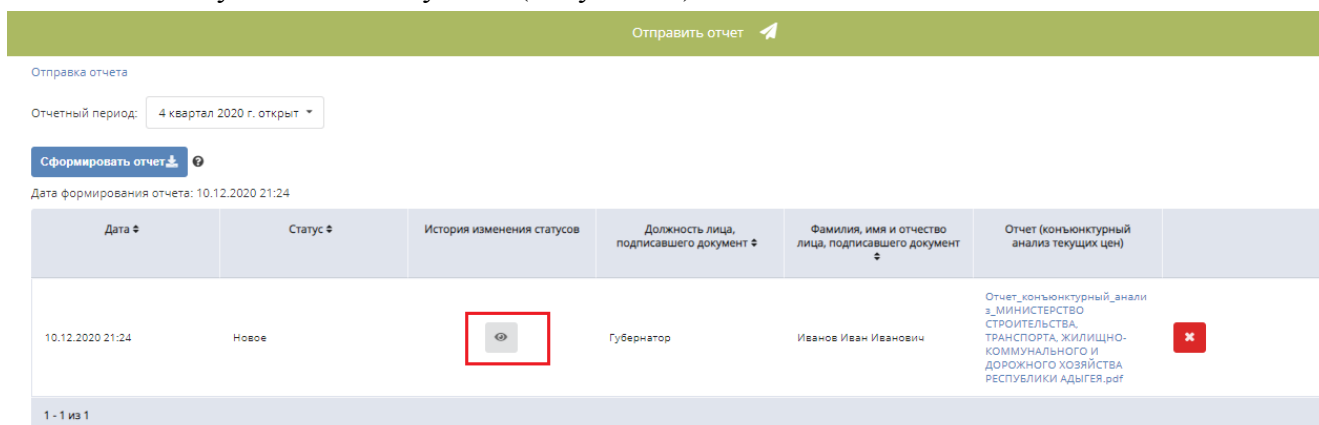 Отправить отчет
Отправка отчета
Отчетный период: 4 квартал 2020 г. открыт
Сформировать отчет
Дата формирования отчета: 10.12.2020 21:24
Дата
Статус
История изменения статусов
Должность лица,
подписавшего документ
Фамилия, имя и отчество
лица, подписавшего документ
Отчет (конъюнктурный
анализ текущих цен)
10.12.2020 21:24
Новое
Губернатор
Иванов Иван Иванович
Отчет_конъюнктурный_анали
з_МИНИСТЕРСТВО
СТРОИТЕЛЬСТВА,
ТРАНСПОРТА, ЖИЛИЩНО-
КОММУНАЛЬНОГО И
ДОРОЖНОГО ХОЗЯЙСТВА
РЕСПУБЛИКИ АДЫГЕЯ.pdf
1 - 1 из 1